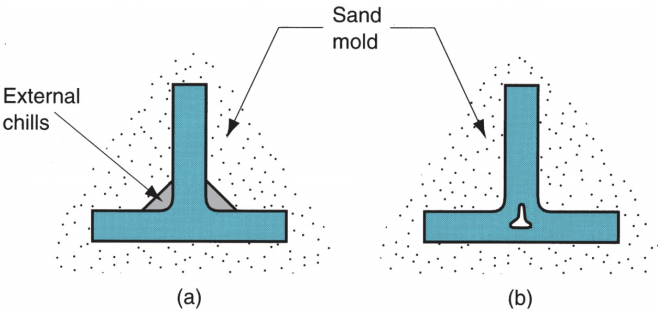 Sand
mold
External
chills
(a)
(b)